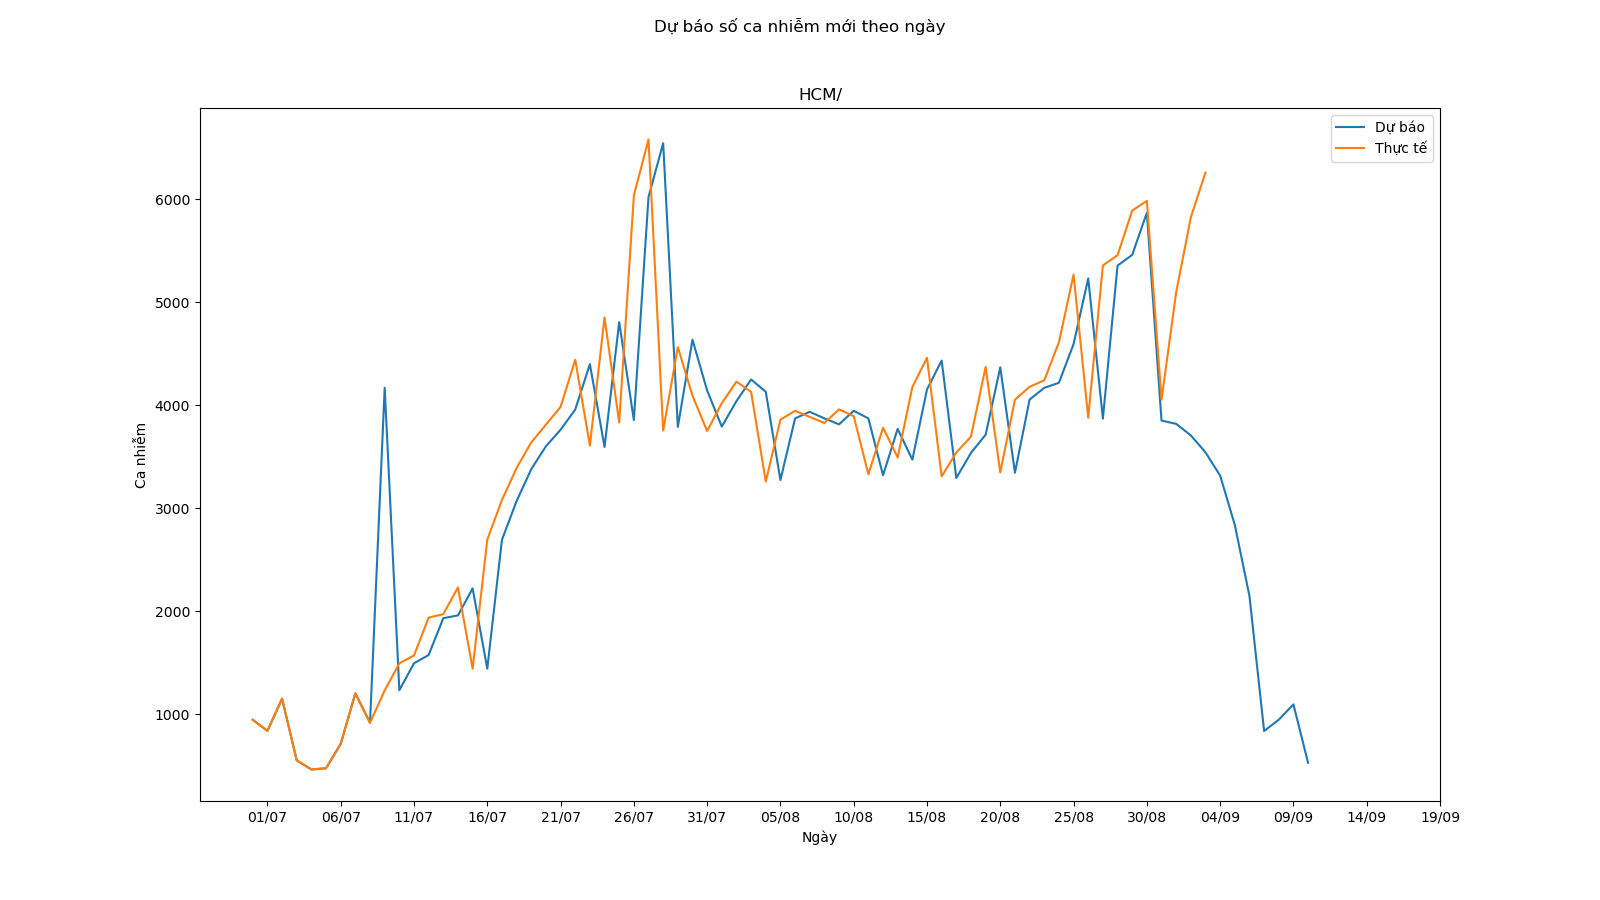 Dự báo số ca nhiễm mới theo ngày
HCM/
Dự báo
Thực tế
Ca nhiễm
6000
5000
4000
3000
2000
1000
01/07 06/07 11/07 16/07 21/07 26/07 31/07 05/08 10/08 15/08 20/08 25/08 30/08 04/09 09/09 14/09 19/09
Ngày